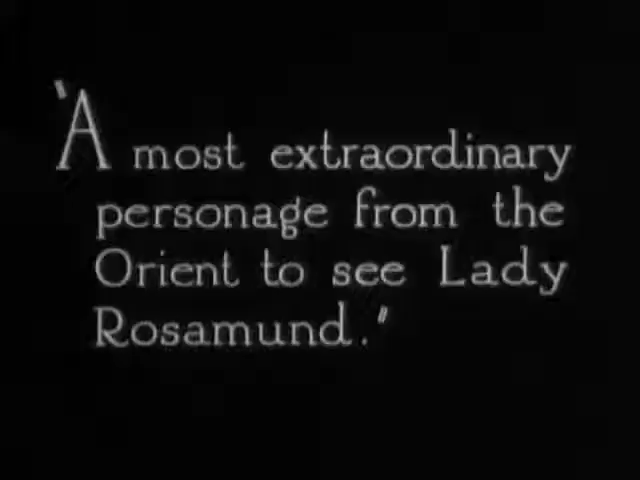 "A most extraordinary
personage from the
Orient to see Lady
Rosamund."